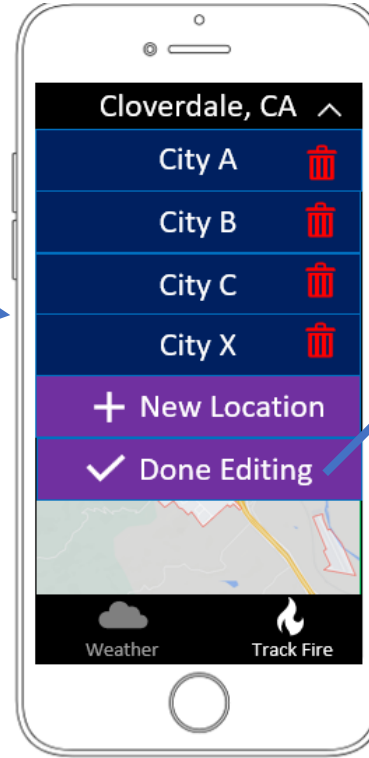 Cloverdale, CA
City A
City B
City C
City X
New Location
Done Editing
Weather Track Fire